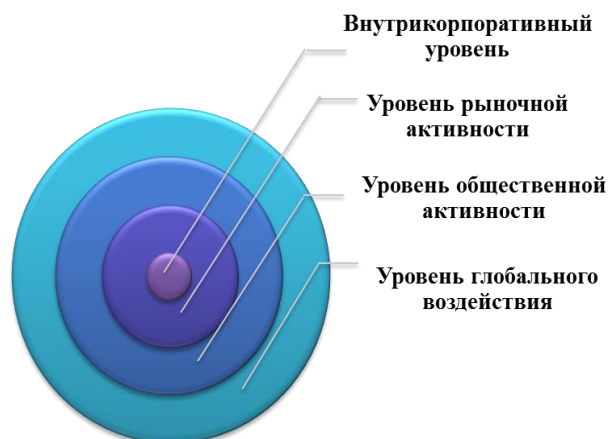 Внутрикорпоративный
уровень
Уровень рыночной
активности
Уровень общественной
активности
Уровень глобального
воздействия